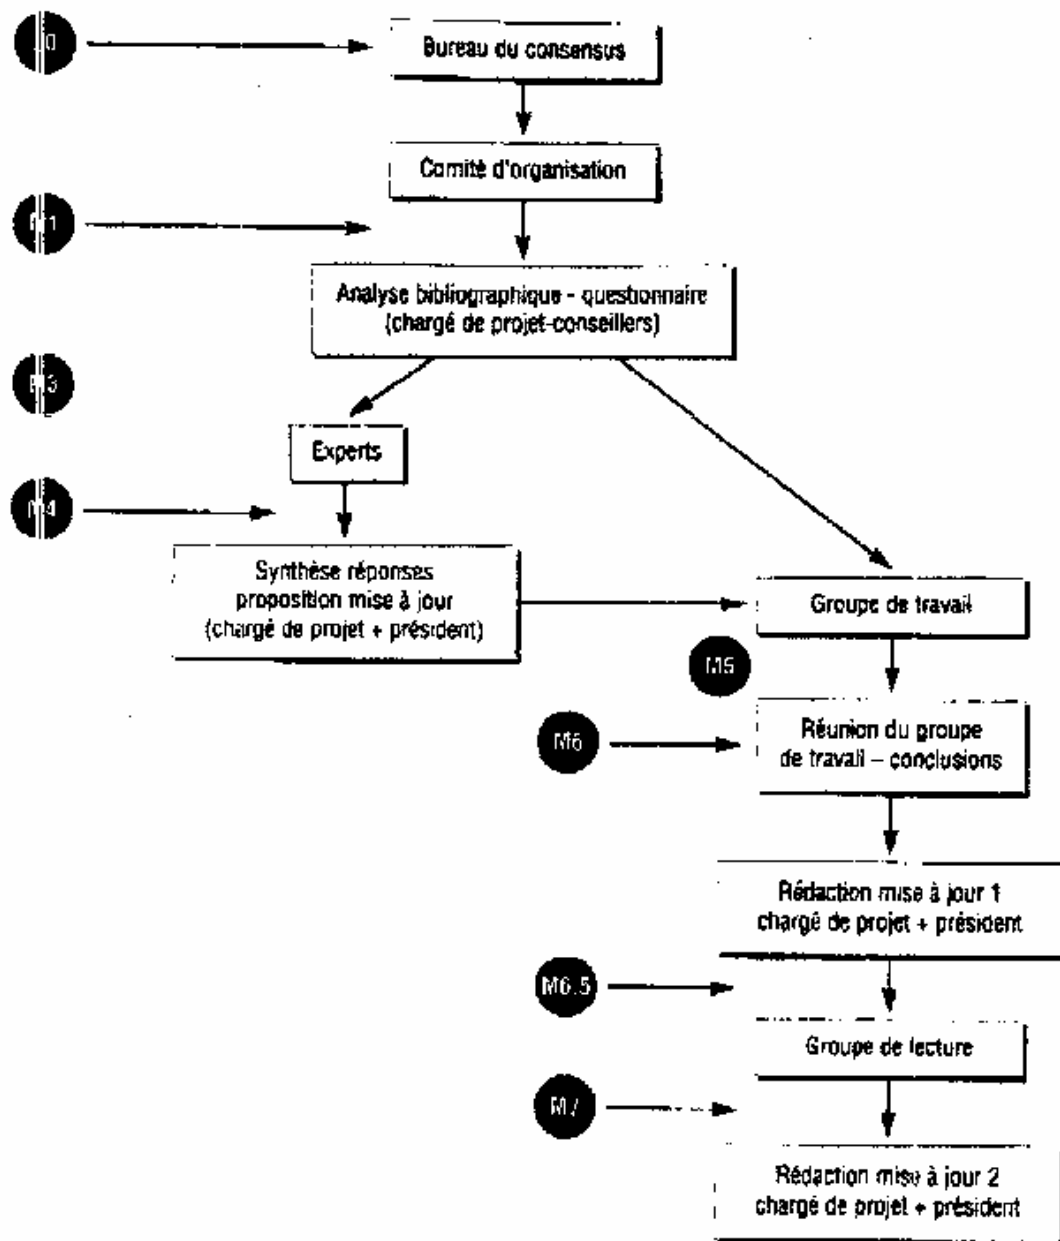 Bureau du consensus
Comité d'organisation
Analyse bibliographique - questionnaire
(chargé de projet-conseillers)
Experts
M4
Synthèse réponses
proposition mise à jour
(chargé de projet + président)
Groupe de travail
M5
M6
Réunion du groupe
de travail – conclusions
Rédaction mise à jour 1
chargé de projet + président
M6.5
Groupe de lecture
M7
Rédaction mise à jour 2
chargé de projet + président